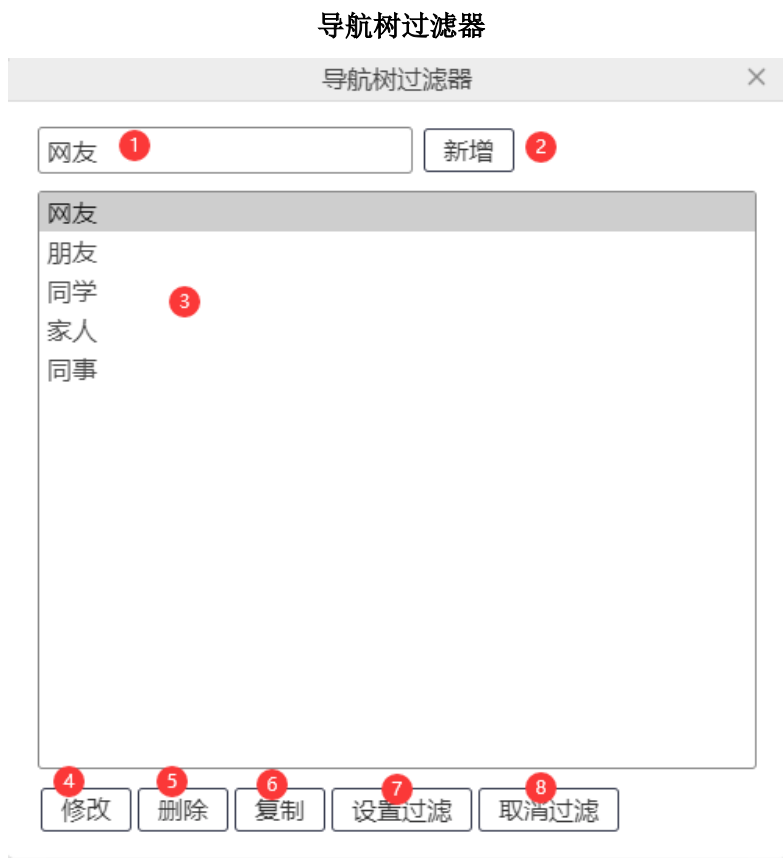 导航树过滤器
导航树过滤器 ×
网友 1 新增 2
网友
朋友
同学
3
家人
同事
4 5 6 7 8
修改 删除 复制 设置过滤 取消过滤